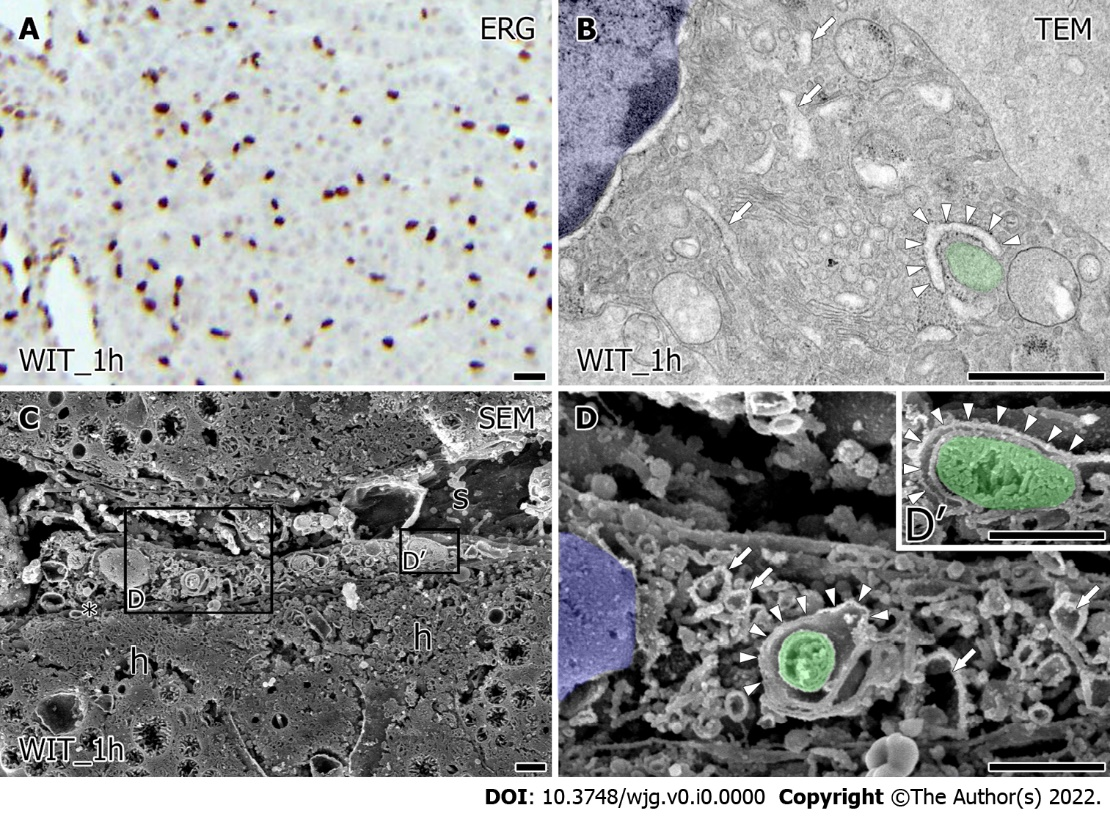 A ERG
WIT_1h
B TEM
WIT_1h
C SEM
S
D
D′
*
h h
WIT_1h
D
D′
DOI: 10.3748/wjg.v0.i0.0000 Copyright ©The Author(s) 2022.